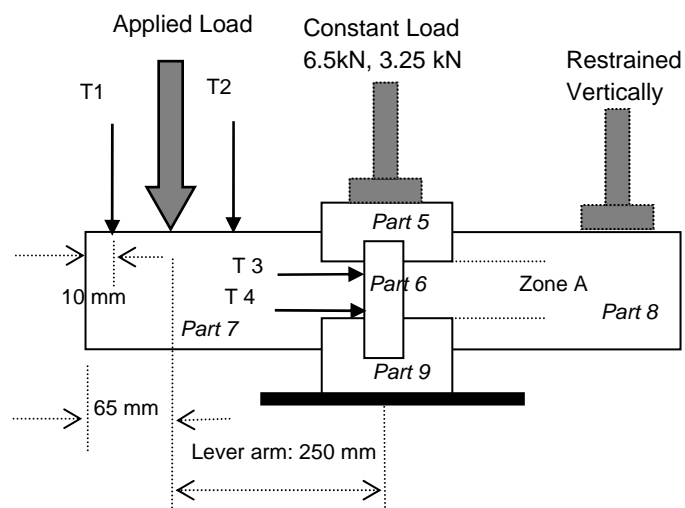 Applied Load
Constant Load
6.5kN, 3.25 kN
Restrained
Vertically
T1
T2
Part 5
T 3
Part 6
Zone A
10 mm
T 4
Part 7
Part 8
Part 9
65 mm
Lever arm: 250 mm